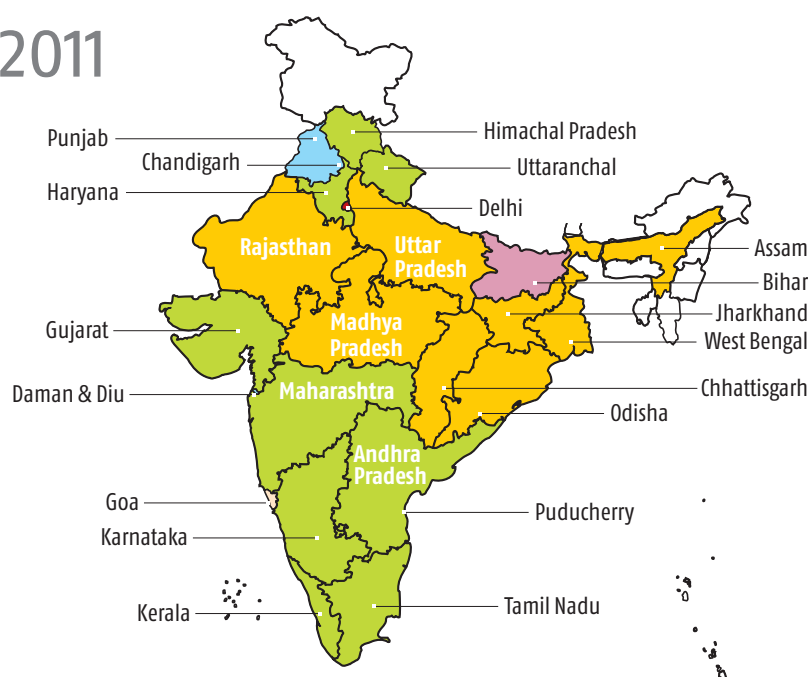 2011
Punjab
Himachal Pradesh
Chandigarh
Uttaranchal
Haryana
Delhi
Rajasthan
Uttar
Pradesh
Assam
Bihar
Jharkhand
Gujarat
Madhya
Pradesh
West Bengal
Daman & Diu
Maharashtra
Chhattisgarh
Odisha
Andhra
Pradesh
Goa
Puducherry
Karnataka
Kerala
Tamil Nadu